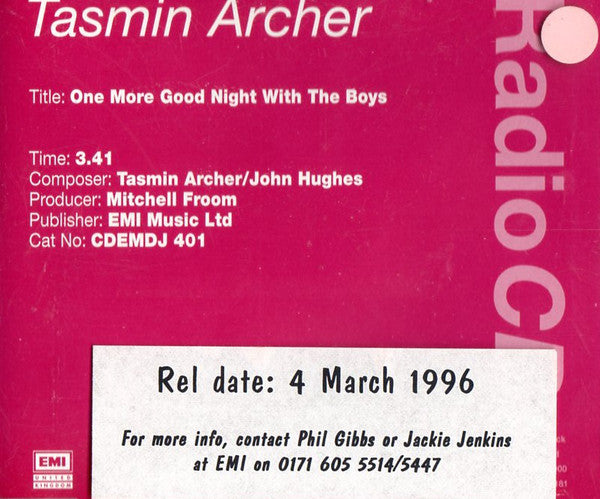 Tasmin Archer
Title: One More Good Night With The Boys
Time: 3.41
Composer: Tasmin Archer/John Hughes
Producer: Mitchell Froom
Publisher: EMI Music Ltd
Cat No: CDEMDJ 401
RadioC
Rel date: 4 March 1996
For more info, contact Phil Gibbs or Jackie Jenkins
at EMI on 0171 605 5514/5447
EMI
UNITED
KINGDOM